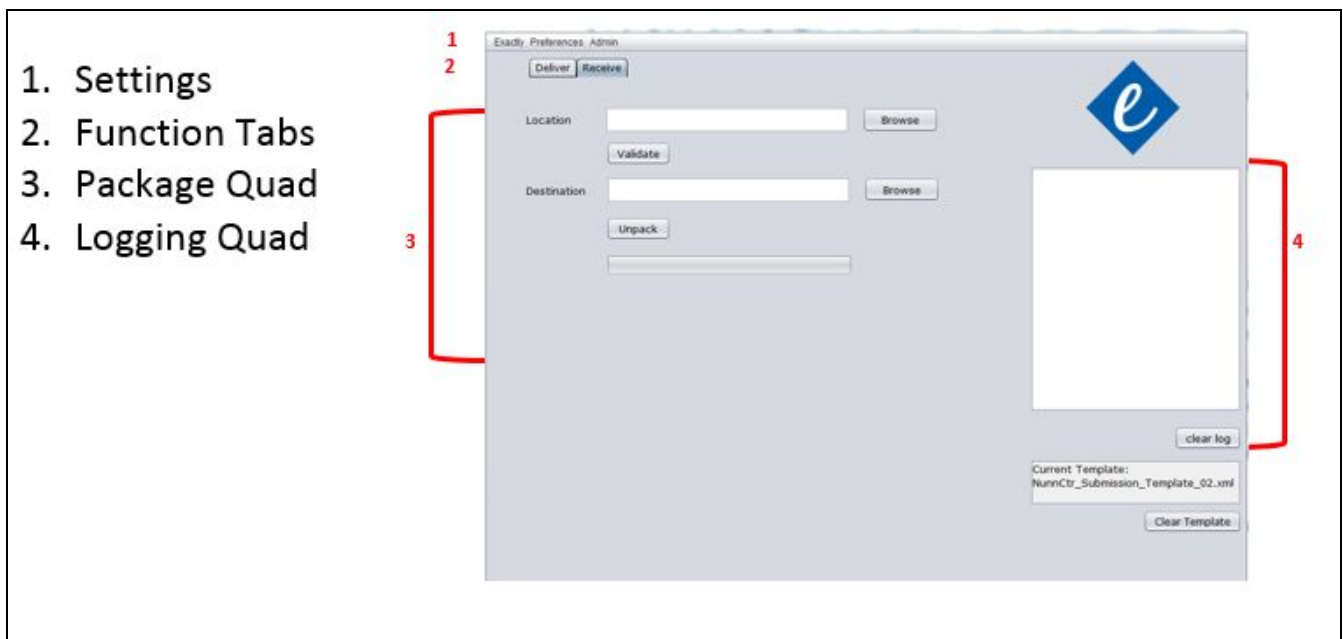 1. Settings
2. Function Tabs
3. Package Quad
4. Logging Quad
1
Exactly Preferences Admin
2
Deliver Receive
e
Location Browse
Validate
Destination Browse
Unpack
3
4
clear log
Current Template:
NunnCtr_Submission_Template_02.xml
Clear Template